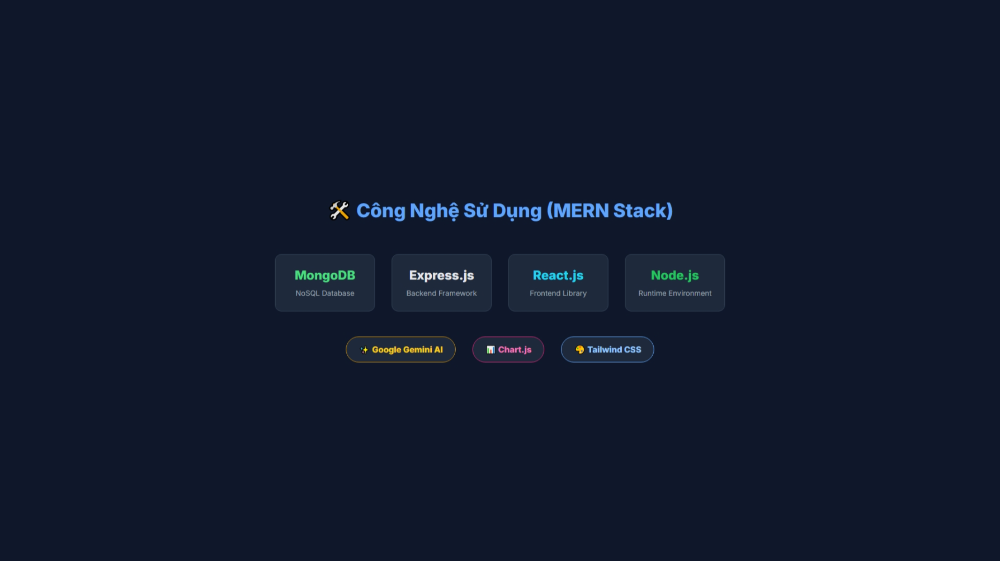 🛠️ Công Nghệ Sử Dụng (MERN Stack)
MongoDB
NoSQL Database
Express.js
Backend Framework
React.js
Frontend Library
Node.js
Runtime Environment
✨ Google Gemini AI
📊 Chart.js
🎨 Tailwind CSS